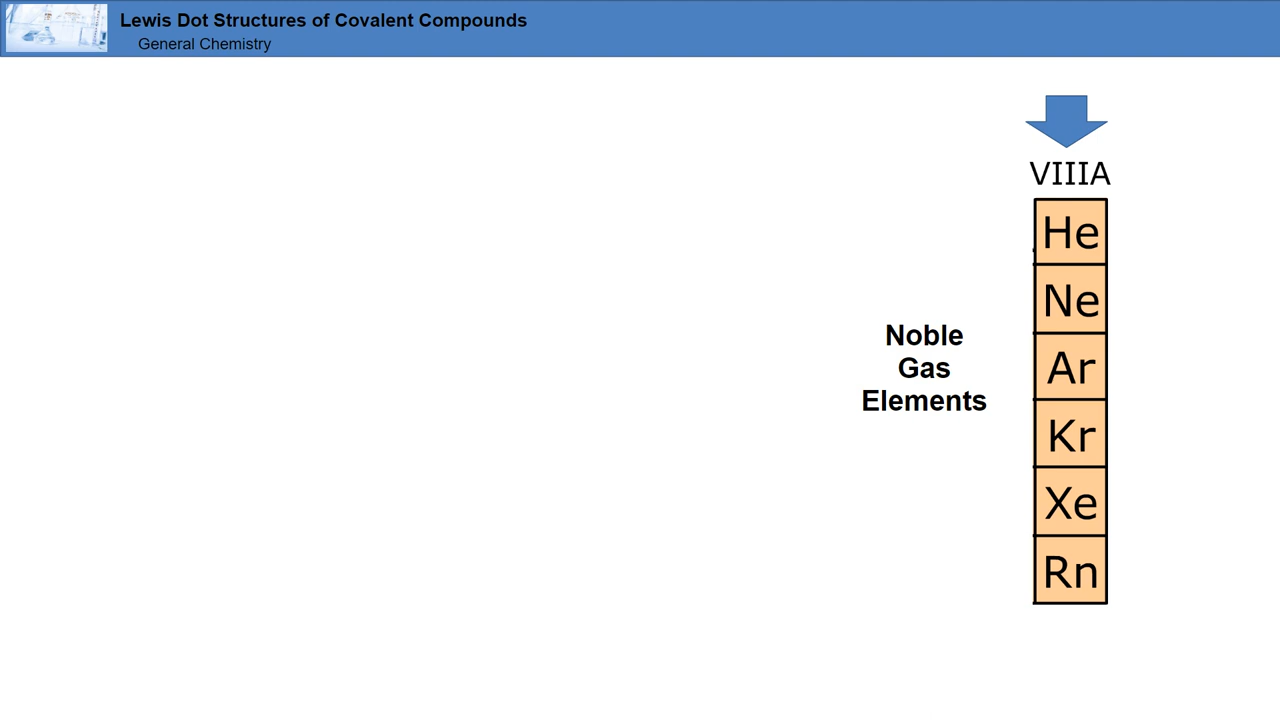 Lewis Dot Structures of Covalent Compounds
General Chemistry
VIIIA
He
Ne
Noble
Gas
Elements
Ar
Kr
Xe
Rn